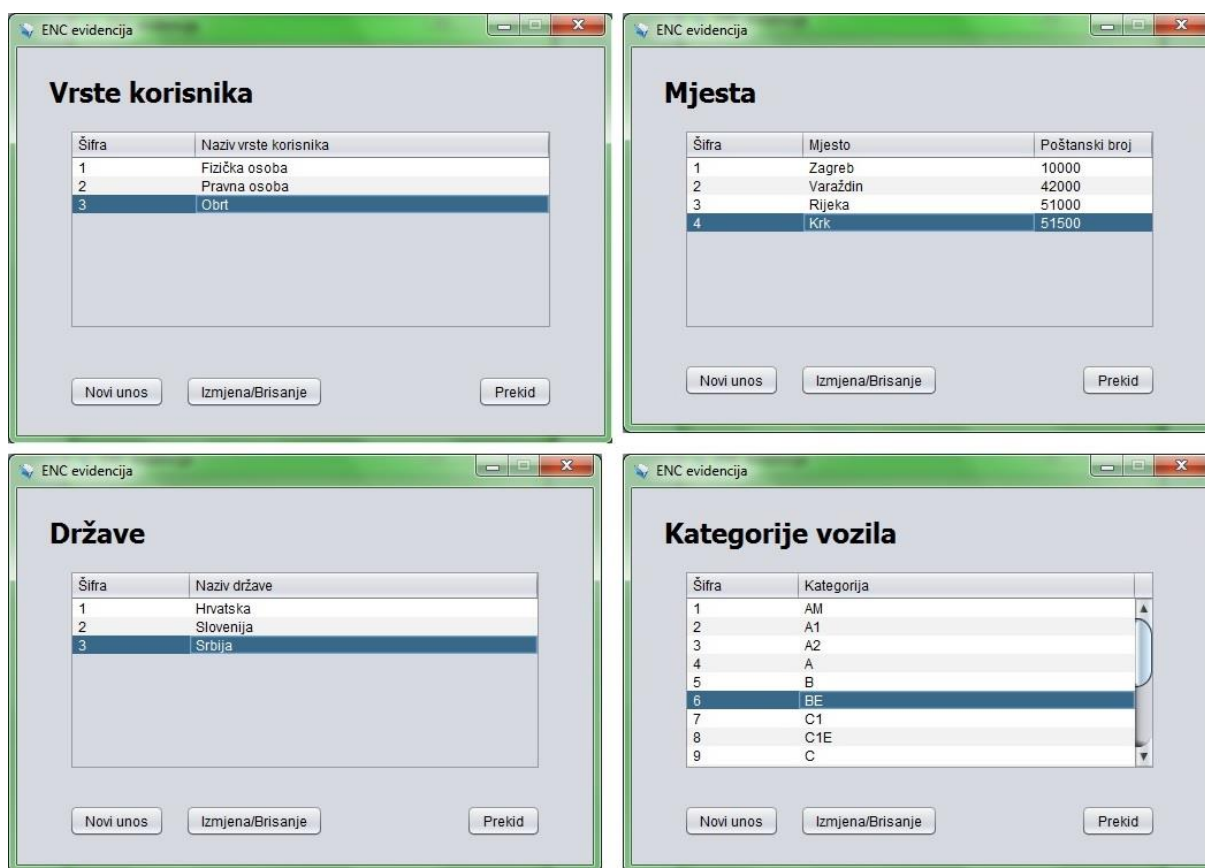 ENC evidencija
Vrste korisnika
Šifra Naziv vrste korisnika
1 Fizička osoba
2 Pravna osoba
3 Obrt
Novi unos Izmjena/Brisanje Prekid
ENC evidencija
Mjesta
Šifra Mjesto Poštanski broj
1 Zagreb 10000
2 Varaždin 42000
3 Rijeka 51000
4 Krk 51500
Novi unos Izmjena/Brisanje Prekid
ENC evidencija
Države
Šifra Naziv države
1 Hrvatska
2 Slovenija
3 Srbija
Novi unos Izmjena/Brisanje Prekid
ENC evidencija
Kategorije vozila
Šifra Kategorija
1 AM
2 A1
3 A2
4 A
5 B
6 BE
7 C1
8 C1E
9 C
Novi unos Izmjena/Brisanje Prekid